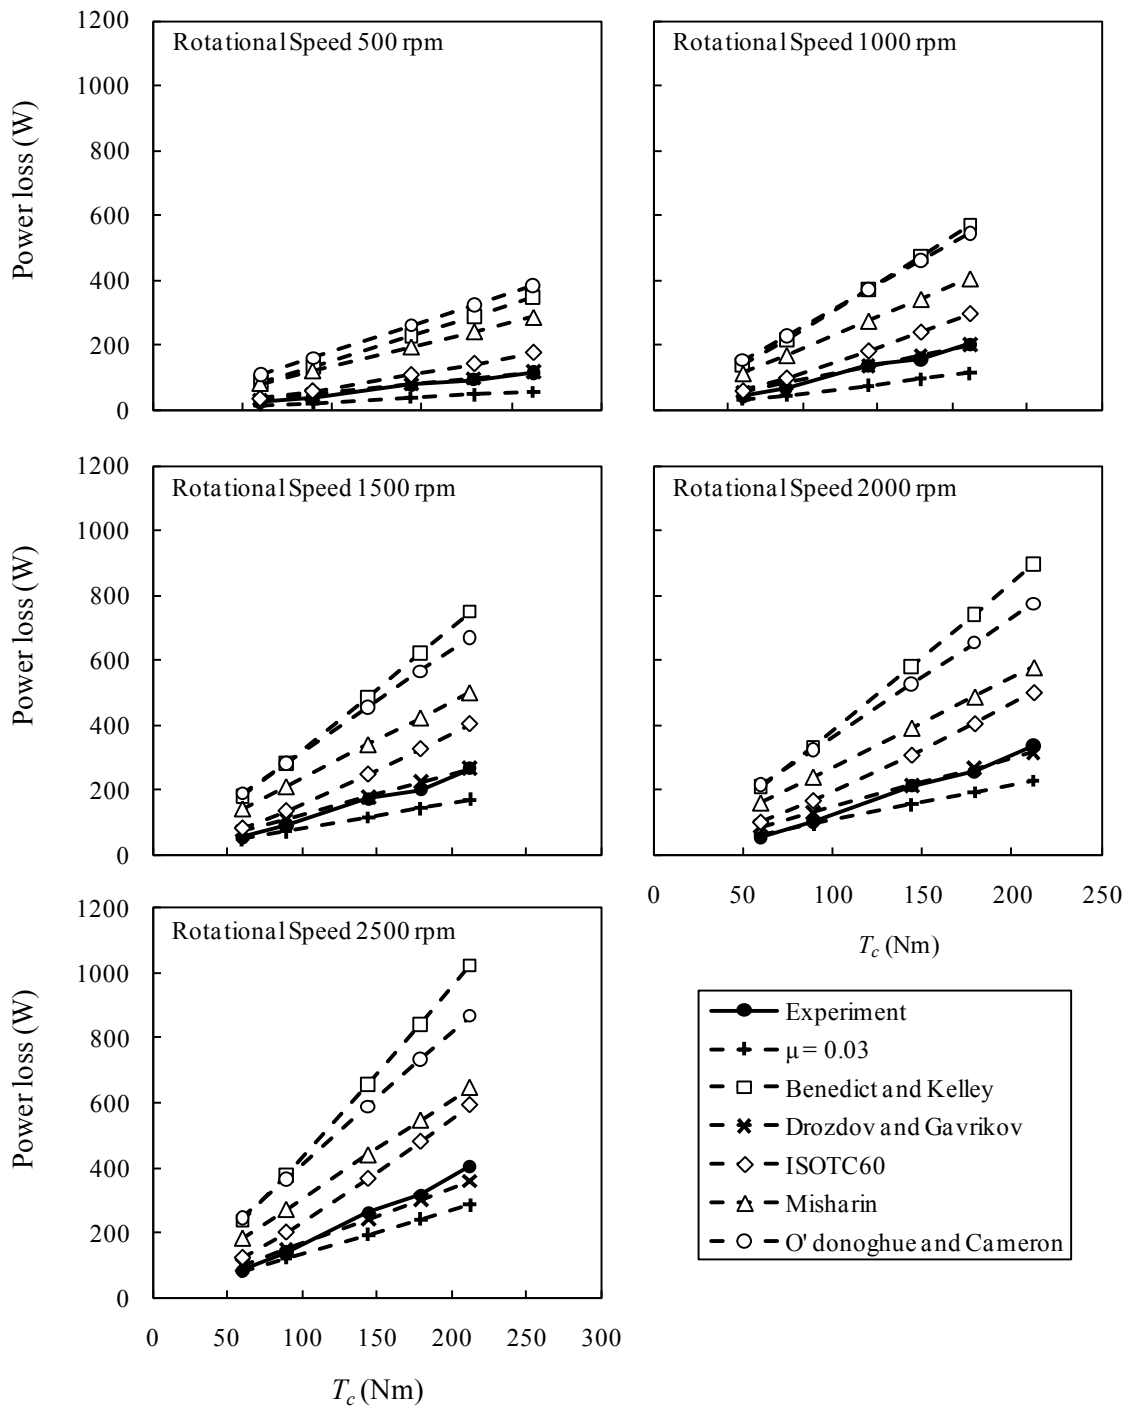 Rotational Speed 500 rpm
Rotational Speed 1000 rpm
1200
1000
800
600
400
200
0
Power loss (W)
Rotational Speed 1500 rpm
Rotational Speed 2000 rpm
1200
1000
800
600
400
200
0
Power loss (W)
0 50 100 150 200 250
Tc (Nm)
Rotational Speed 2500 rpm
1200
1000
800
600
400
200
0
Power loss (W)
0 50 100 150 200 250 300
Tc (Nm)
Experiment
μ = 0.03
Benedict and Kelley
Drozdov and Gavrikov
ISOTC60
Misharin
O' donoghue and Cameron